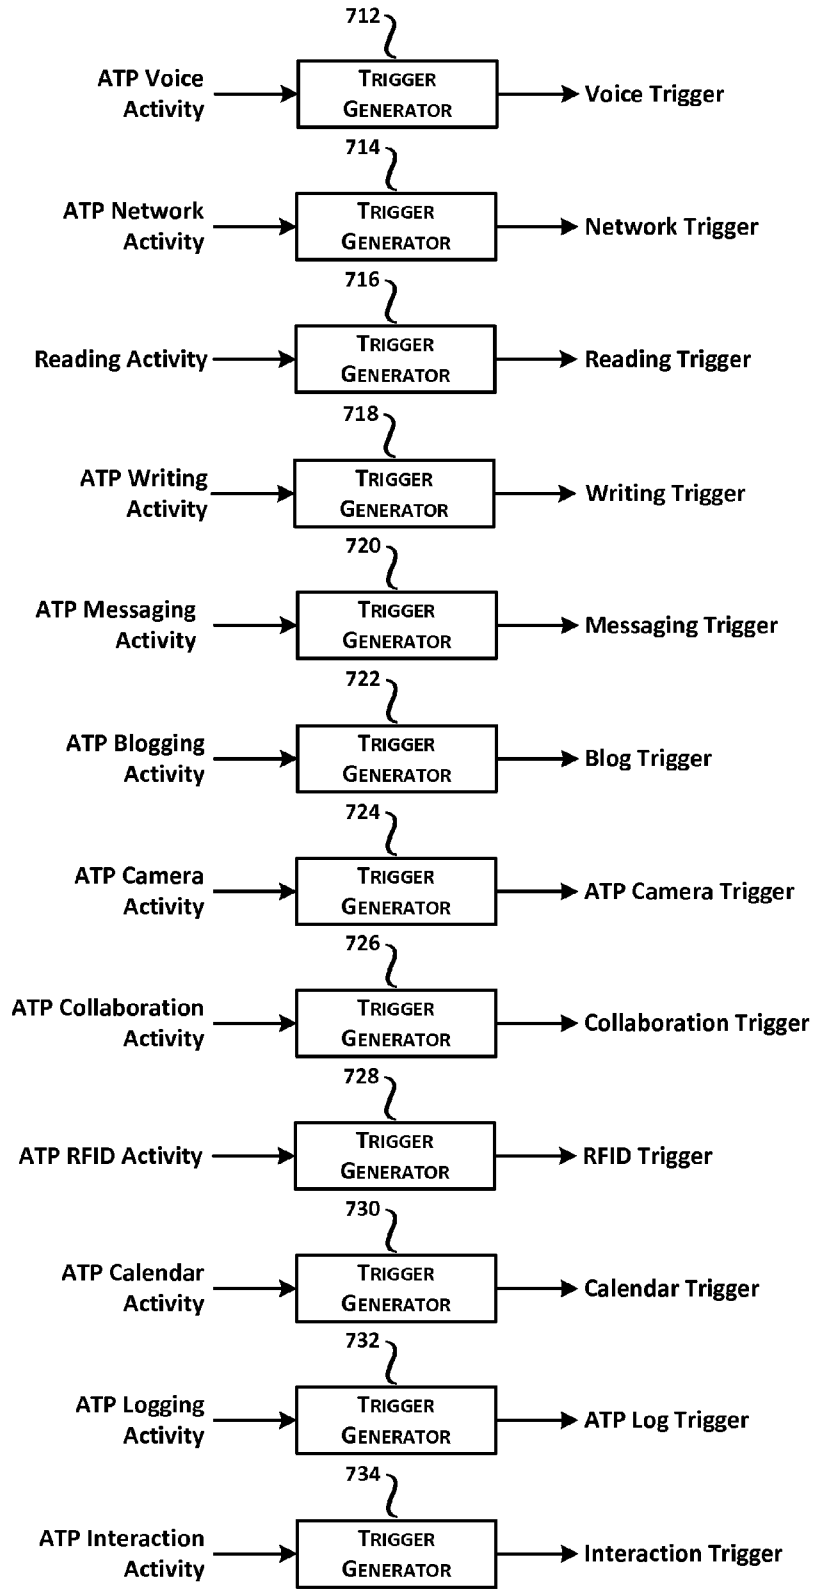 712
ATP Voice
Activity
TRIGGER
GENERATOR
Voice Trigger
714
ATP Network
Activity
TRIGGER
GENERATOR
Network Trigger
716
Reading Activity
TRIGGER
GENERATOR
Reading Trigger
718
ATP Writing
Activity
TRIGGER
GENERATOR
Writing Trigger
720
ATP Messaging
Activity
TRIGGER
GENERATOR
Messaging Trigger
722
ATP Blogging
Activity
TRIGGER
GENERATOR
Blog Trigger
724
ATP Camera
Activity
TRIGGER
GENERATOR
ATP Camera Trigger
726
ATP Collaboration
Activity
TRIGGER
GENERATOR
Collaboration Trigger
728
ATP RFID Activity
TRIGGER
GENERATOR
RFID Trigger
730
ATP Calendar
Activity
TRIGGER
GENERATOR
Calendar Trigger
732
ATP Logging
Activity
TRIGGER
GENERATOR
ATP Log Trigger
734
ATP Interaction
Activity
TRIGGER
GENERATOR
Interaction Trigger